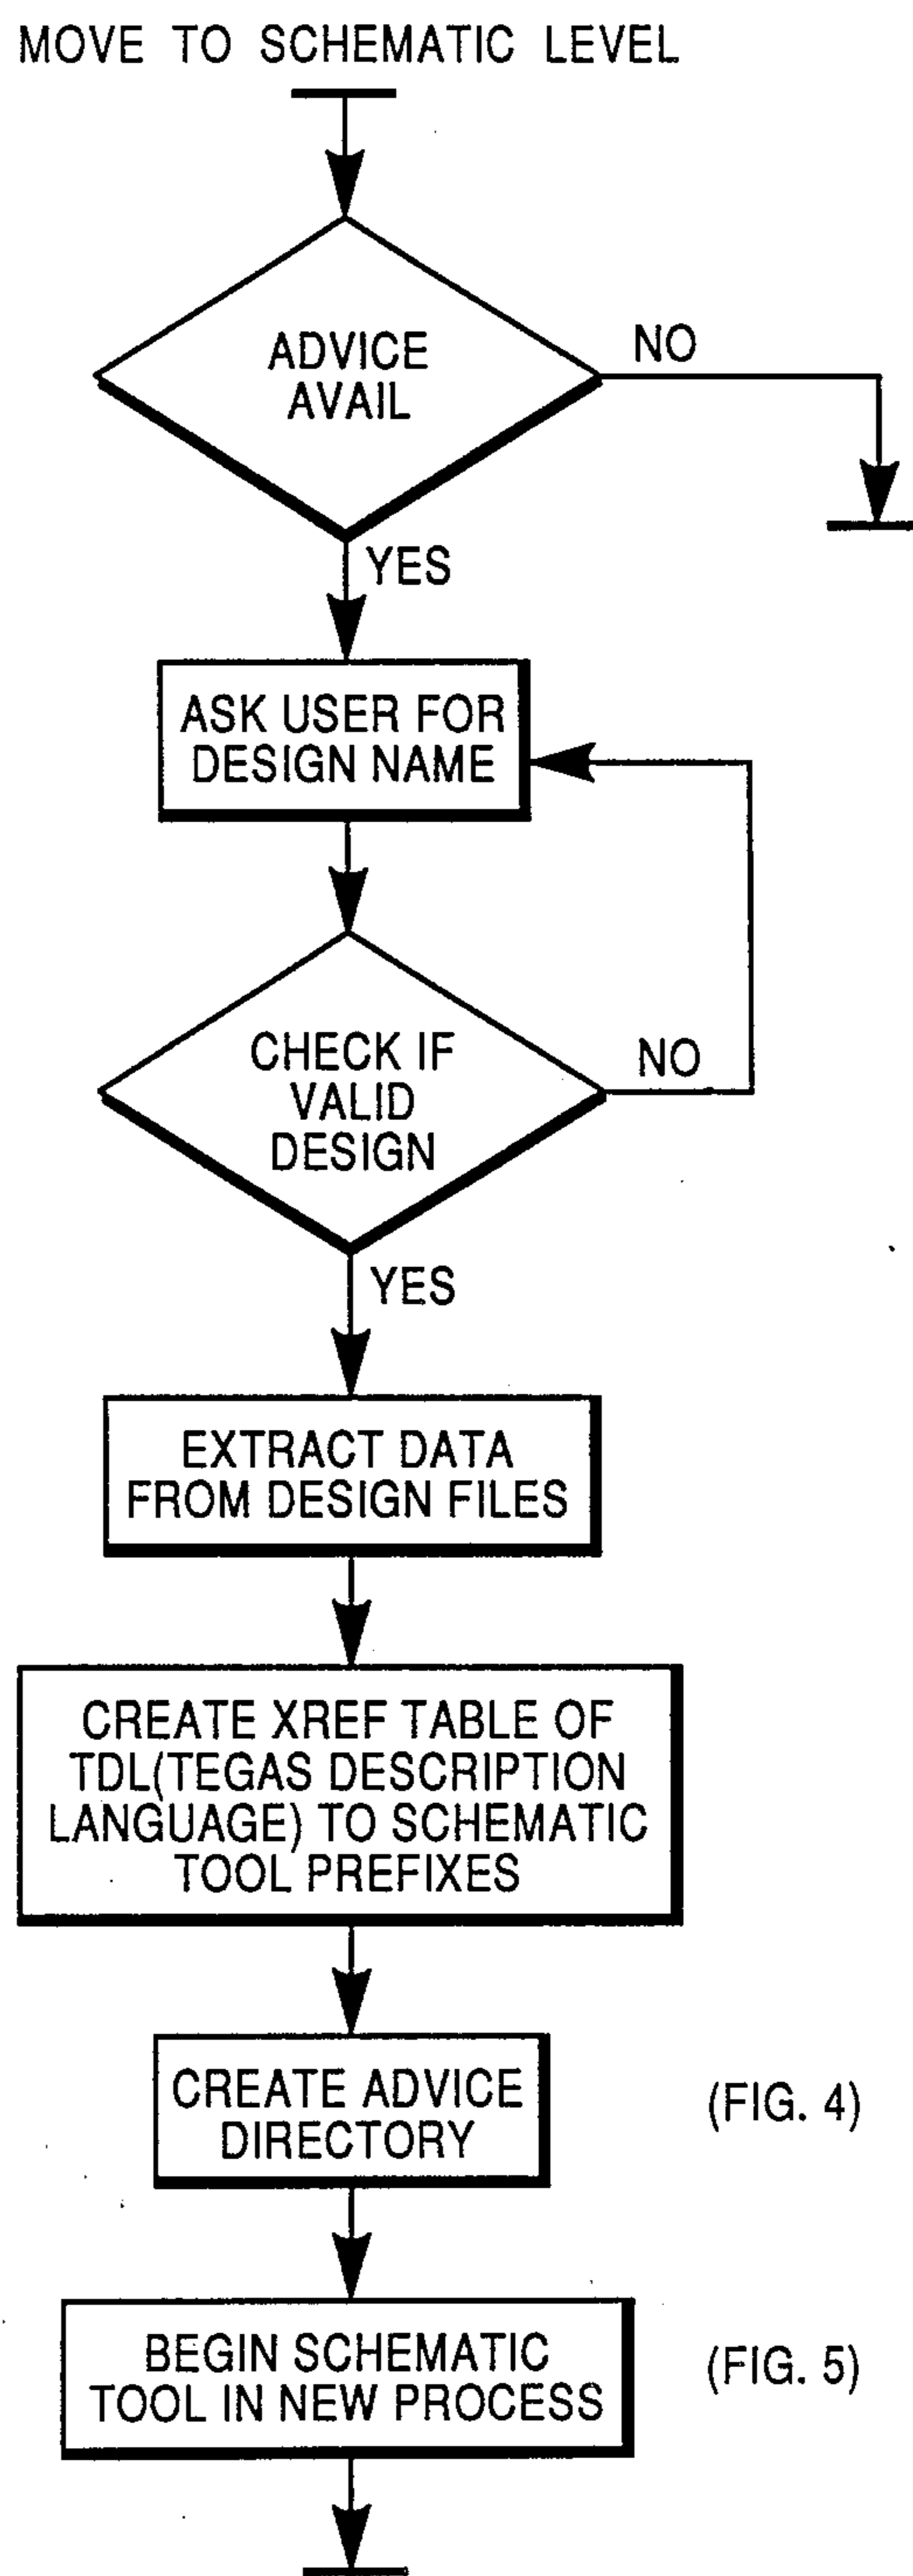 MOVE TO SCHEMATIC LEVEL
ADVICE
AVAIL
NO
YES
ASK USER FOR
DESIGN NAME
CHECK IF
VALID
DESIGN
NO
YES
EXTRACT DATA
FROM DESIGN FILES
CREATE XREF TABLE OF
TDL(TEGAS DESCRIPTION
LANGUAGE) TO SCHEMATIC
TOOL PREFIXES
CREATE ADVICE
DIRECTORY
(FIG. 4)
BEGIN SCHEMATIC
TOOL IN NEW PROCESS
(FIG. 5)